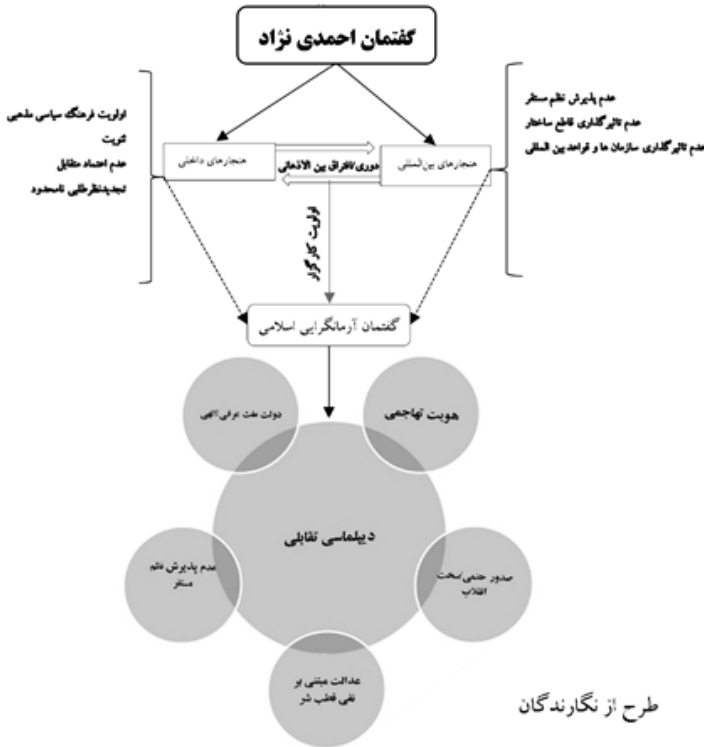 گفتمان احمدی نژاد
عدم پذیرش نظم مستقر
عدم تاثیرگذاری قاطع ساختار
عدم تاثیرگذاری سازمان ها و قواعد بین المللی
هنجارهای بین‌المللی
دوری/افتراق بین الاذهانی
هنجارهای داخلی
اولویت فرهنگ سیاسی مذهبی
ثنویت
عدم اعتماد متقابل
تجدیدنظرطلبی نامحدود
اولویت کارگزار
گفتمان آرمانگرایی اسلامی
هویت تهاجمی
دولت ملت عرفی/الهی
دیپلماسی تقابلی
صدور حتمی/سخت
انقلاب
عدم پذیرش نظم
مستقر
عدالت مبتنی بر
نفی قطب شر
طرح از نگارندگان